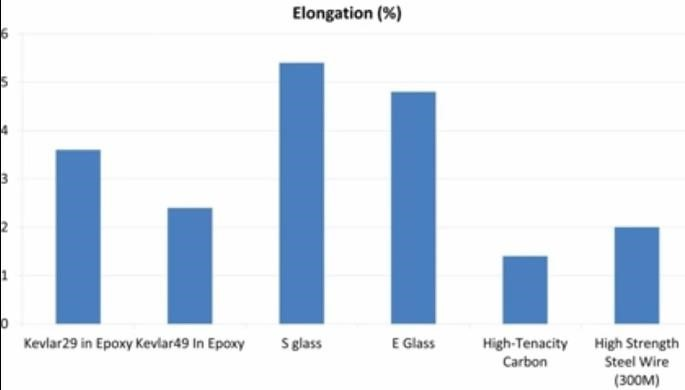 Elongation (%)
6
5
4
3
2
1
0
Kevlar29 in Epoxy
Kevlar49 In Epoxy
S glass
E Glass
High-Tenacity
Carbon
High Strength
Steel Wire
(300M)